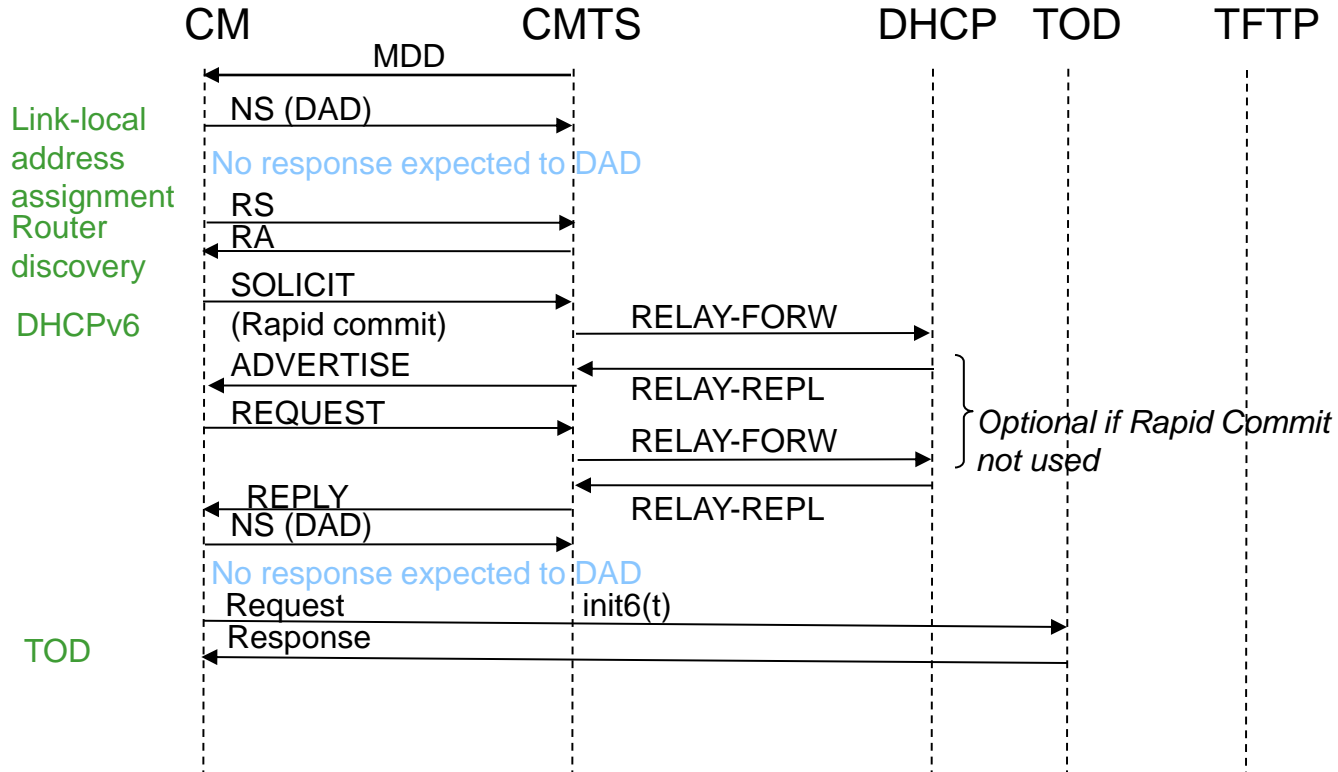 CM CMTS DHCP TOD TFTP
MDD
NS (DAD)
Link-local
address
assignment
No response expected to DAD
RS
Router
discovery
RA
SOLICIT
(Rapid commit)
DHCPv6
RELAY-FORW
ADVERTISE
RELAY-REPL
REQUEST
Optional if Rapid Commit
not used
RELAY-FORW
REPLY
RELAY-REPL
NS (DAD)
No response expected to DAD
Request init6(t)
Response
TOD